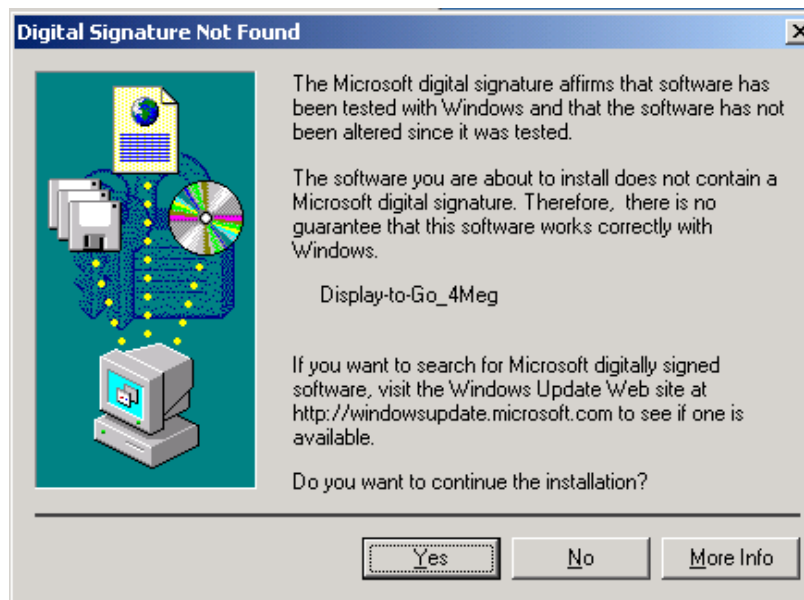 Digital Signature Not Found
The Microsoft digital signature affirms that software has
been tested with Windows and that the software has not
been altered since it was tested.
The software you are about to install does not contain a
Microsoft digital signature. Therefore,  there is no
guarantee that this software works correctly with
Windows.
Display-to-Go_4Meg
If you want to search for Microsoft digitally signed
software, visit the Windows Update Web site at
http://windowsupdate.microsoft.com to see if one is
available.
Do you want to continue the installation?
Yes No More Info